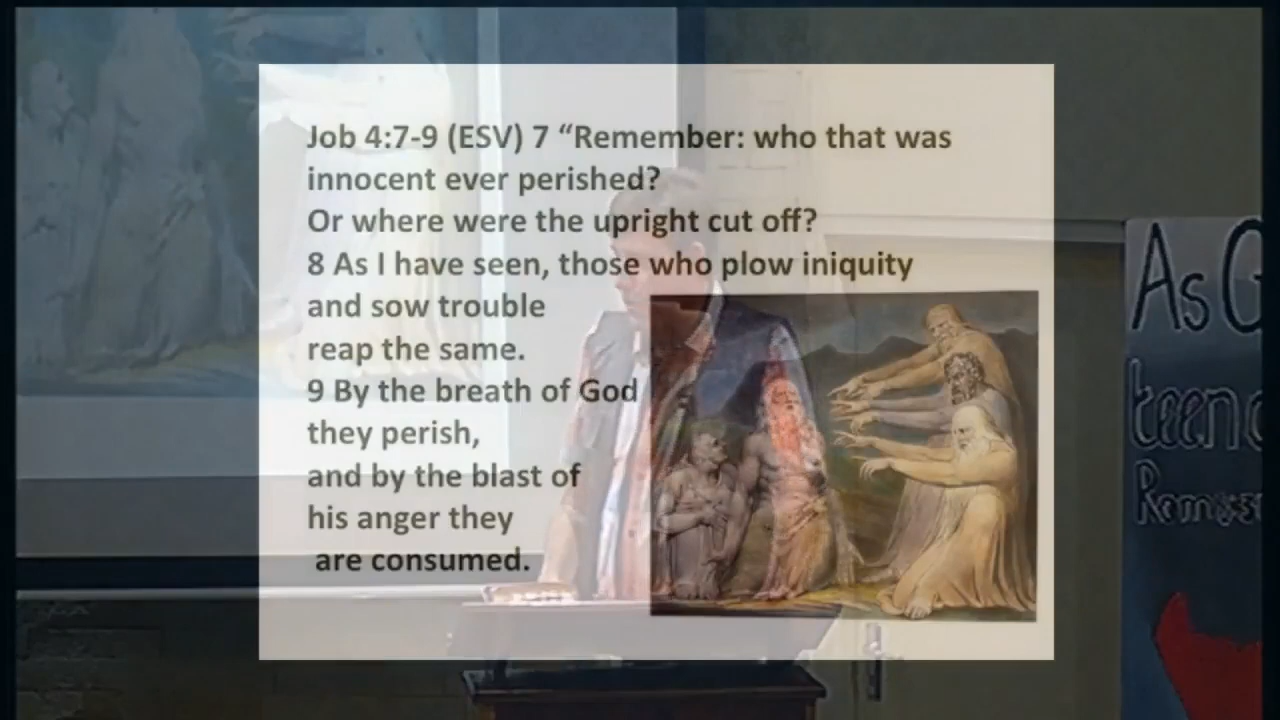 Job 4:7-9 (ESV) 7 “Remember: who that was
innocent ever perished?
Or where were the upright cut off?
8 As I have seen, those who plow iniquity
and sow trouble
reap the same.
9 By the breath of God
they perish,
and by the blast of
his anger they
are consumed.
As G
teen